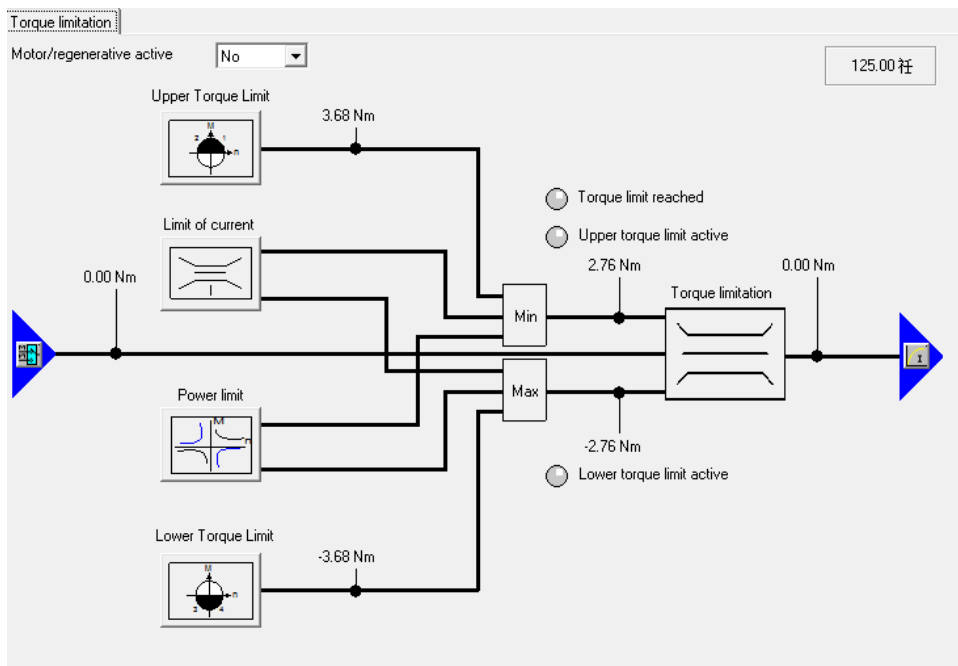 Torque limitation
Motor/regenerative active
No
125.00 祍
Upper Torque Limit
3.68 Nm
M
2
1
n
Torque limit reached
Limit of current
Upper torque limit active
0.00 Nm
2.76 Nm
0.00 Nm
Torque limitation
Min
Max
Power limit
M
n
-2.76 Nm
Lower torque limit active
Lower Torque Limit
-3.68 Nm
M
n
3
4